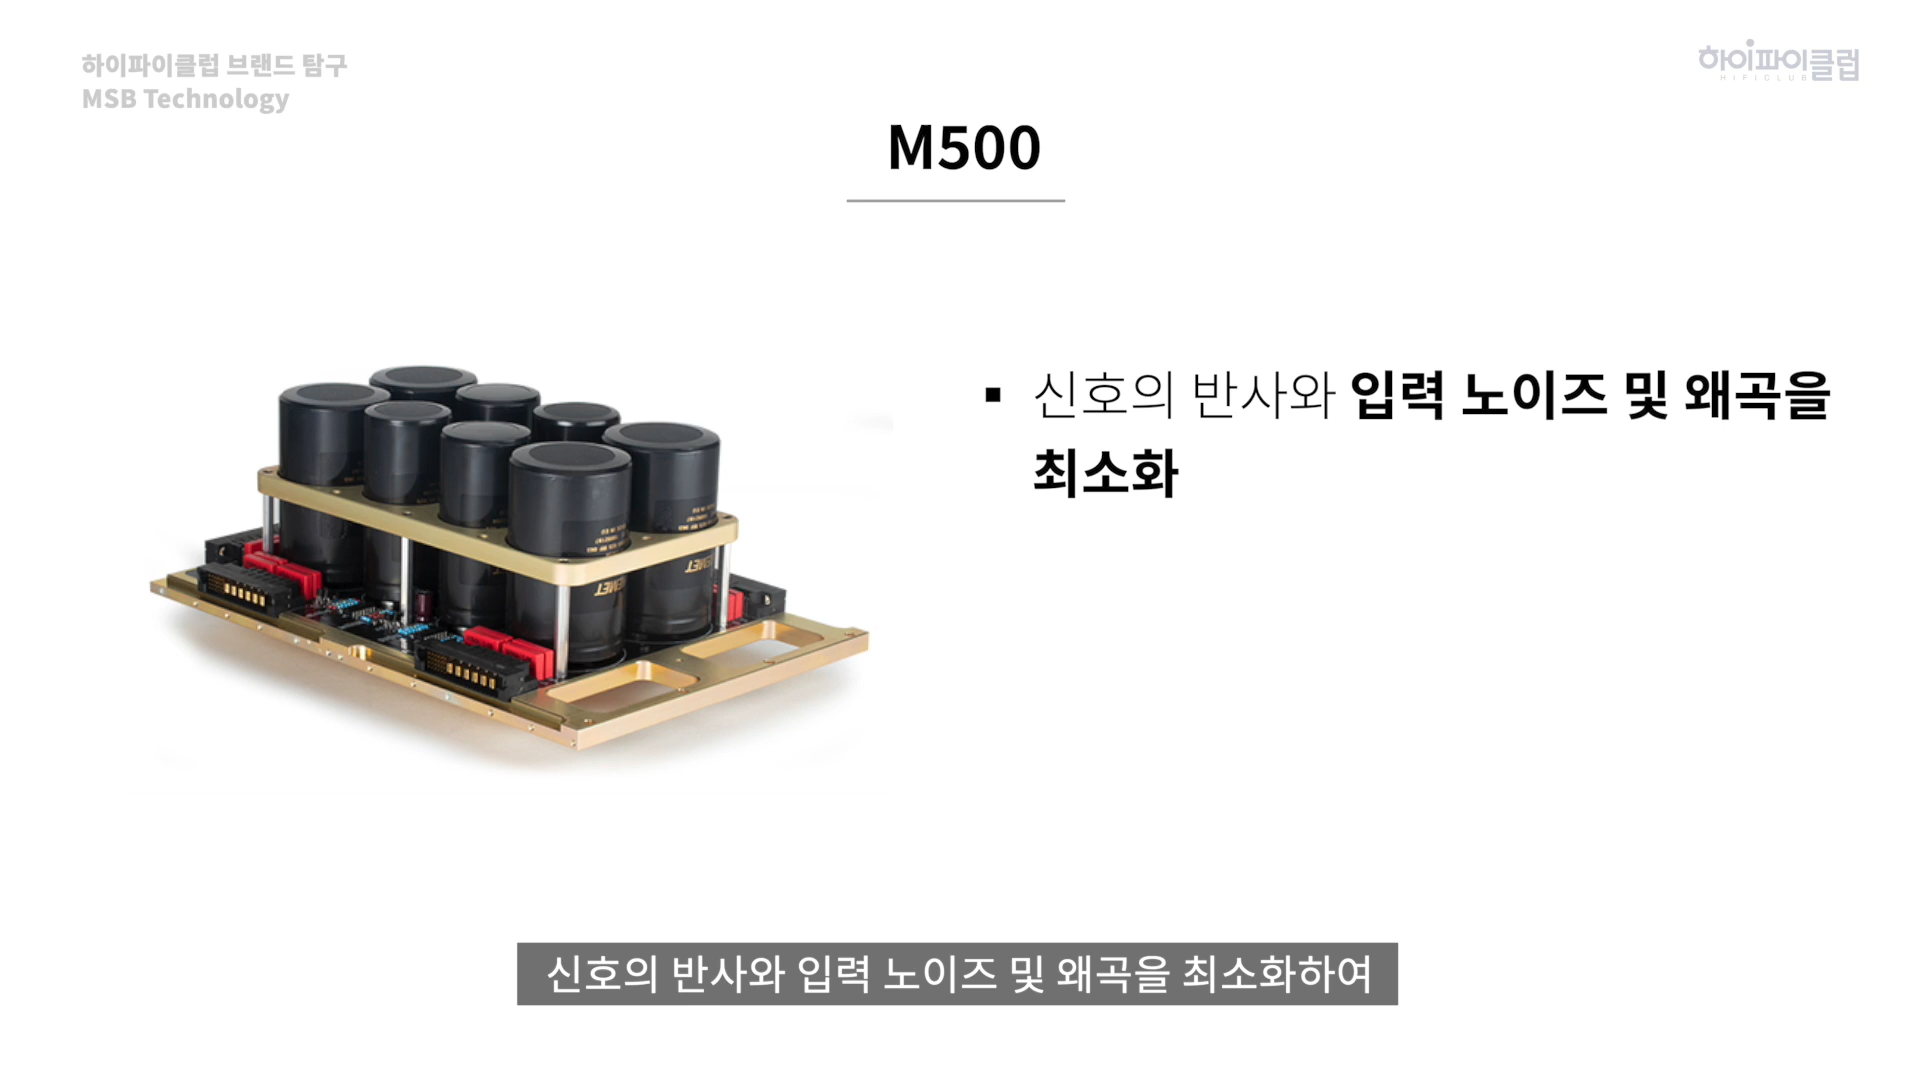 하이파이클럽 브랜드 탐구
MSB Technology
하이파이클럽
HIFICLUB
M500
▪ 신호의 반사와 입력 노이즈 및 왜곡을
최소화
신호의 반사와 입력 노이즈 및 왜곡을 최소화하여